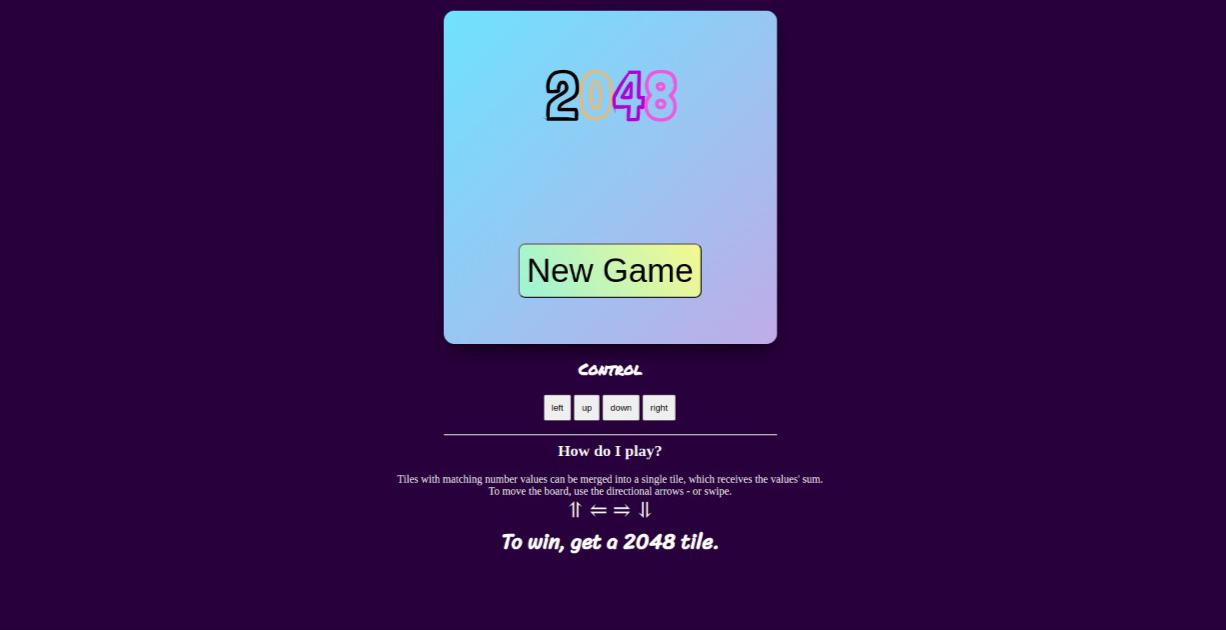 2048
New Game
Control
left up down right
How do I play?
Tiles with matching number values can be merged into a single tile, which receives the values' sum.
To move the board, use the directional arrows - or swipe.
⇑ ⇐ ⇒ ⇓
To win, get a 2048 tile.